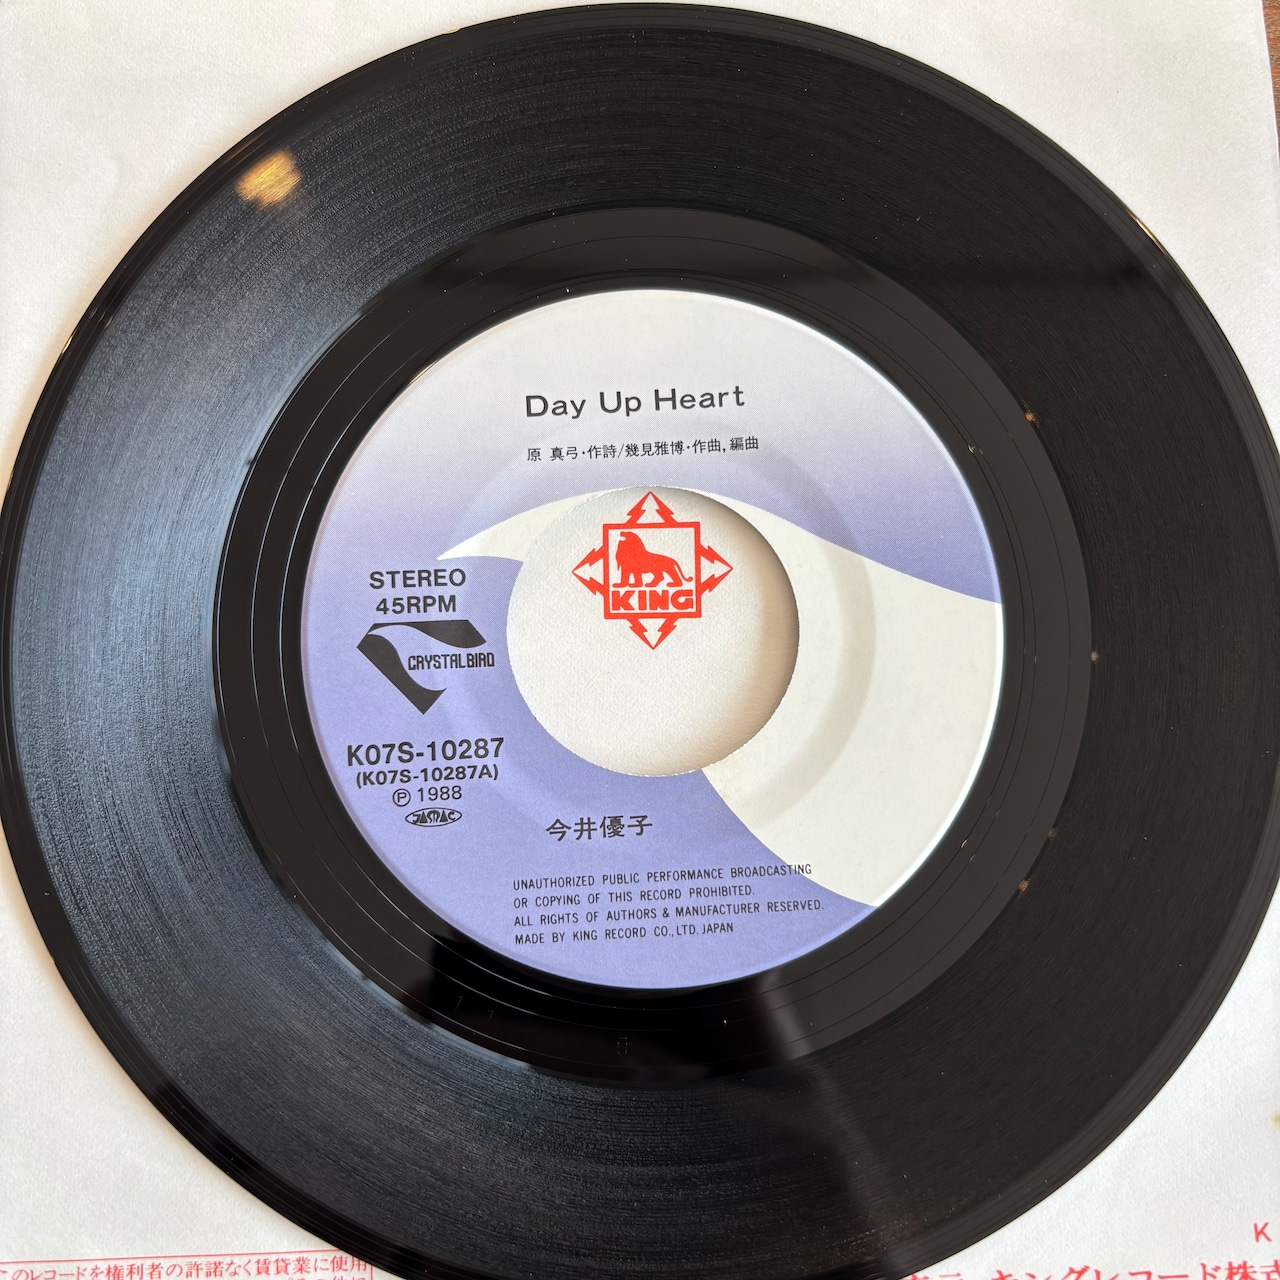 Day Up Heart
原 真弓・作詩/幾見雅博・作曲,編曲
KING
STEREO
45RPM
CRYSTALBIRD
K07S-10287
(K07S-10287A)
Ⓟ 1988
JASRAC
今井優子
UNAUTHORIZED PUBLIC PERFORMANCE BROADCASTING
OR COPYING OF THIS RECORD PROHIBITED.
ALL RIGHTS OF AUTHORS & MANUFACTURER RESERVED.
MADE BY KING RECORD CO.,LTD. JAPAN
K
このレコードを権利者の許諾なく賃貸業に使用
キングレコード株式